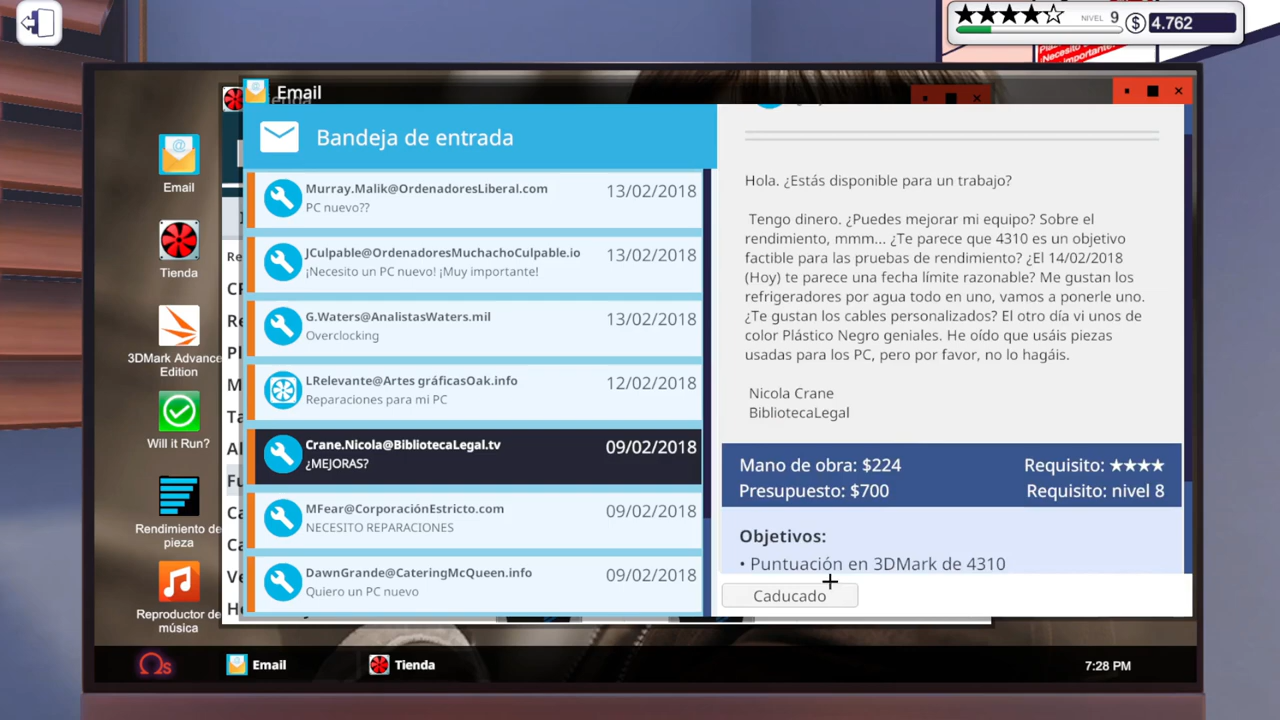 NIVEL 9
$ 4.762
¡Necesito
importante!
Email
Bandeja de entrada
Email
Tienda
3DMark Advance
Edition
Will it Run?
Rendimiento de
pieza
Reproductor de
música
Murray.Malik@OrdenadoresLiberal.com 13/02/2018
PC nuevo??
JCulpable@OrdenadoresMuchachoCulpable.io 13/02/2018
¡Necesito un PC nuevo! ¡Muy importante!
G.Waters@AnalistasWaters.mil 13/02/2018
Overclocking
LRelevante@Artes gráficasOak.info 12/02/2018
Reparaciones para mi PC
Crane.Nicola@BibliotecaLegal.tv 09/02/2018
¿MEJORAS?
MFear@CorporaciónEstricto.com 09/02/2018
NECESITO REPARACIONES
DawnGrande@CateringMcQueen.info 09/02/2018
Quiero un PC nuevo
Hola. ¿Estás disponible para un trabajo?
Tengo dinero. ¿Puedes mejorar mi equipo? Sobre el
rendimiento, mmm... ¿Te parece que 4310 es un objetivo
factible para las pruebas de rendimiento? ¿El 14/02/2018
(Hoy) te parece una fecha límite razonable? Me gustan los
refrigeradores por agua todo en uno, vamos a ponerle uno.
¿Te gustan los cables personalizados? El otro día vi unos de
color Plástico Negro geniales. He oído que usáis piezas
usadas para los PC, pero por favor, no lo hagáis.
Nicola Crane
BibliotecaLegal
Mano de obra: $224 Requisito: ★★★★
Presupuesto: $700 Requisito: nivel 8
Objetivos:
• Puntuación en 3DMark de 4310
Caducado
Ωs
Email
Tienda
7:28 PM